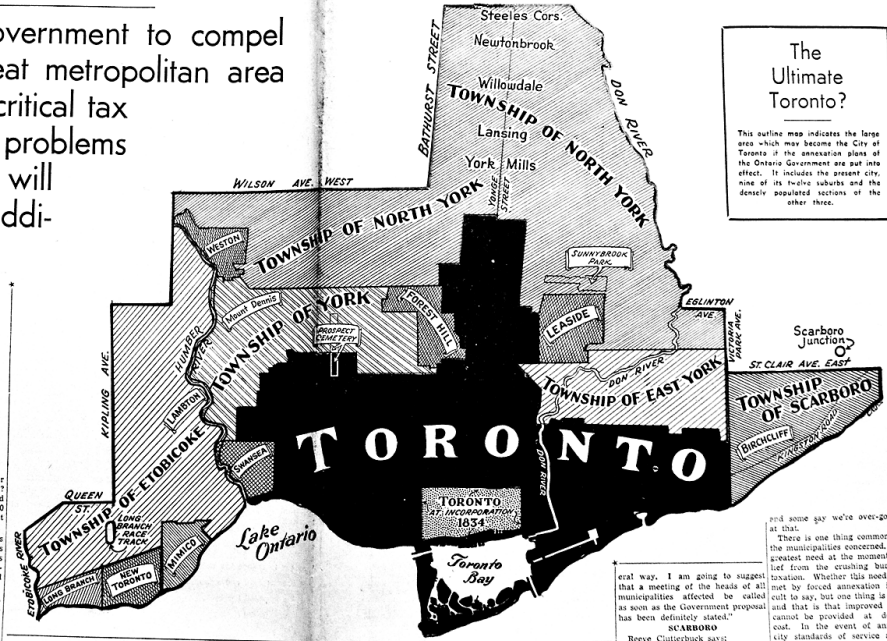 overnment to compel
eat metropolitan area
critical tax
problems
will
ddi-
The
Ultimate
Toronto?
This outline map indicates the large
area which may become the City of
Toronto if the annexation plans of
the Ontario Government are put into
effect. It includes the present city,
nine of its twelve suburbs and the
densely populated sections of the
other three.
Steeles Cors.
Newtonbrook
Willowdale
TOWNSHIP OF NORTH YORK
Lansing
York Mills
YONGE
STREET
BATHURST STREET
DON RIVER
WILSON AVE. WEST
TOWNSHIP OF NORTH YORK
WESTON
SUNNYBROOK
PARK
Mount Dennis
TOWNSHIP OF YORK
FOREST HILL
LEASIDE
EGLINTON
AVE
VICTORIA
PARK AVE.
PROSPECT
CEMETERY
Scarboro
Junction
ST. CLAIR AVE. EAST
HUMBER
RIVER
KIPLING AVE.
LAMBTON
DON RIVER
TOWNSHIP OF EAST YORK
TOWNSHIP
OF SCARBORO
BIRCHCLIFF
KINGSTON ROAD
TORONTO
SWANSEA
DON RIVER
TOWNSHIP OF ETOBICOKE
QUEEN
ST.
LONG
BRANCH
RACE
TRACK
MIMICO
NEW
TORONTO
LONG BRANCH
ETOBICOKE RIVER
Lake
Ontario
TORONTO
AT INCORPORATION
1834
Toronto
Bay
eral way. I am going to suggest
that a meeting of the heads of all
municipalities affected be called
as soon as the Government proposal
has been definitely stated."
SCARBORO
Reeve Clutterbuck says:
and some say we're over-go
at that.
There is one thing common
the municipalities concerned.
greatest need at the moment
lief from the crushing bu
taxation. Whether this need
met by forced annexation
cult to say, but one thing is
and that is that improved
cannot be provided at d
cost. In the event of an
city standards of service